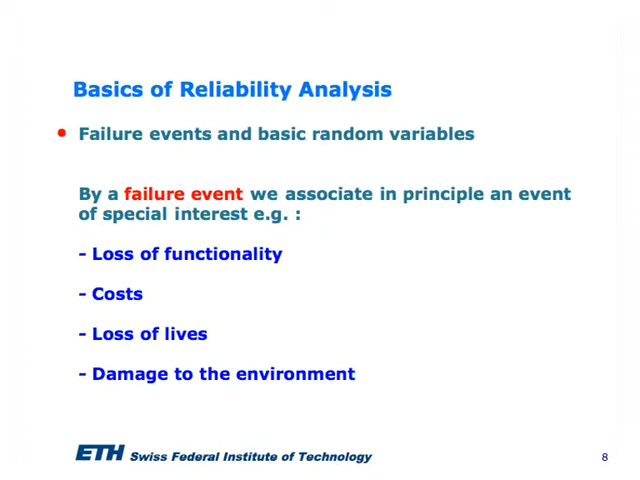 Basics of Reliability Analysis
• Failure events and basic random variables
By a failure event we associate in principle an event
of special interest e.g. :
- Loss of functionality
- Costs
- Loss of lives
- Damage to the environment
ETH Swiss Federal Institute of Technology
8